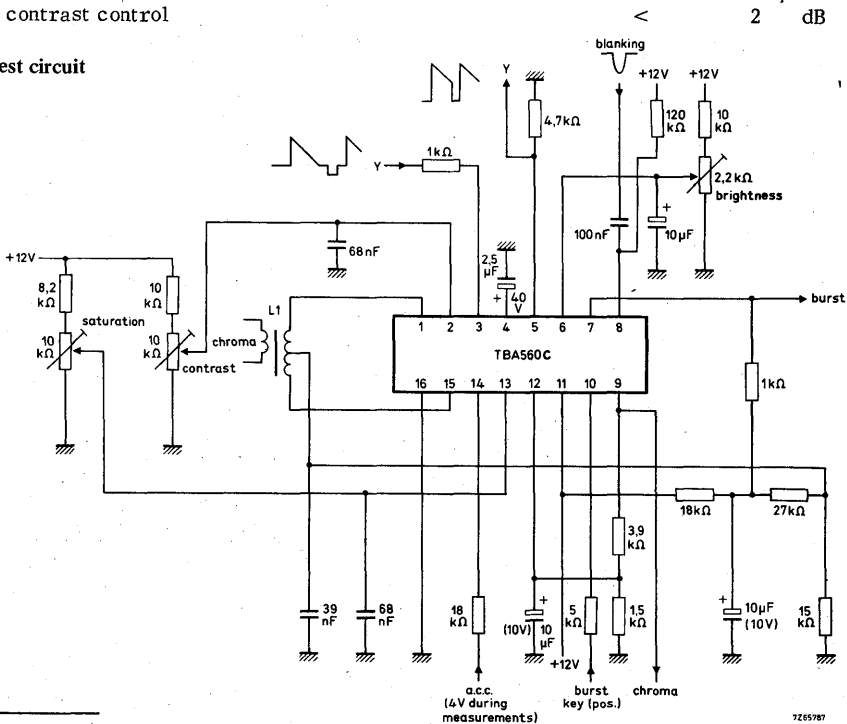 contrast control < 2 dB
est circuit
blanking
+12V +12V
Y
4,7kΩ
120 kΩ
10 kΩ
1kΩ
Y
2,2kΩ
brightness
+
100nF
10µF
68nF
+12V
2,5 µF
+ 40 V
8,2 kΩ
10 kΩ
L1
saturation
burst
1 2 3 4 5 6 7 8
10 kΩ
10 kΩ
chroma
contrast
TBA560C
1kΩ
16 15 14 13 12 11 10 9
18kΩ
27kΩ
3,9 kΩ
39 nF
68 nF
18 kΩ
+
(10V) 10 µF
5 kΩ
1,5 kΩ
+
10µF (10V)
15 kΩ
+12V
a.c.c.
(4V during
measurements)
burst
key (pos.)
chroma
7Z65787